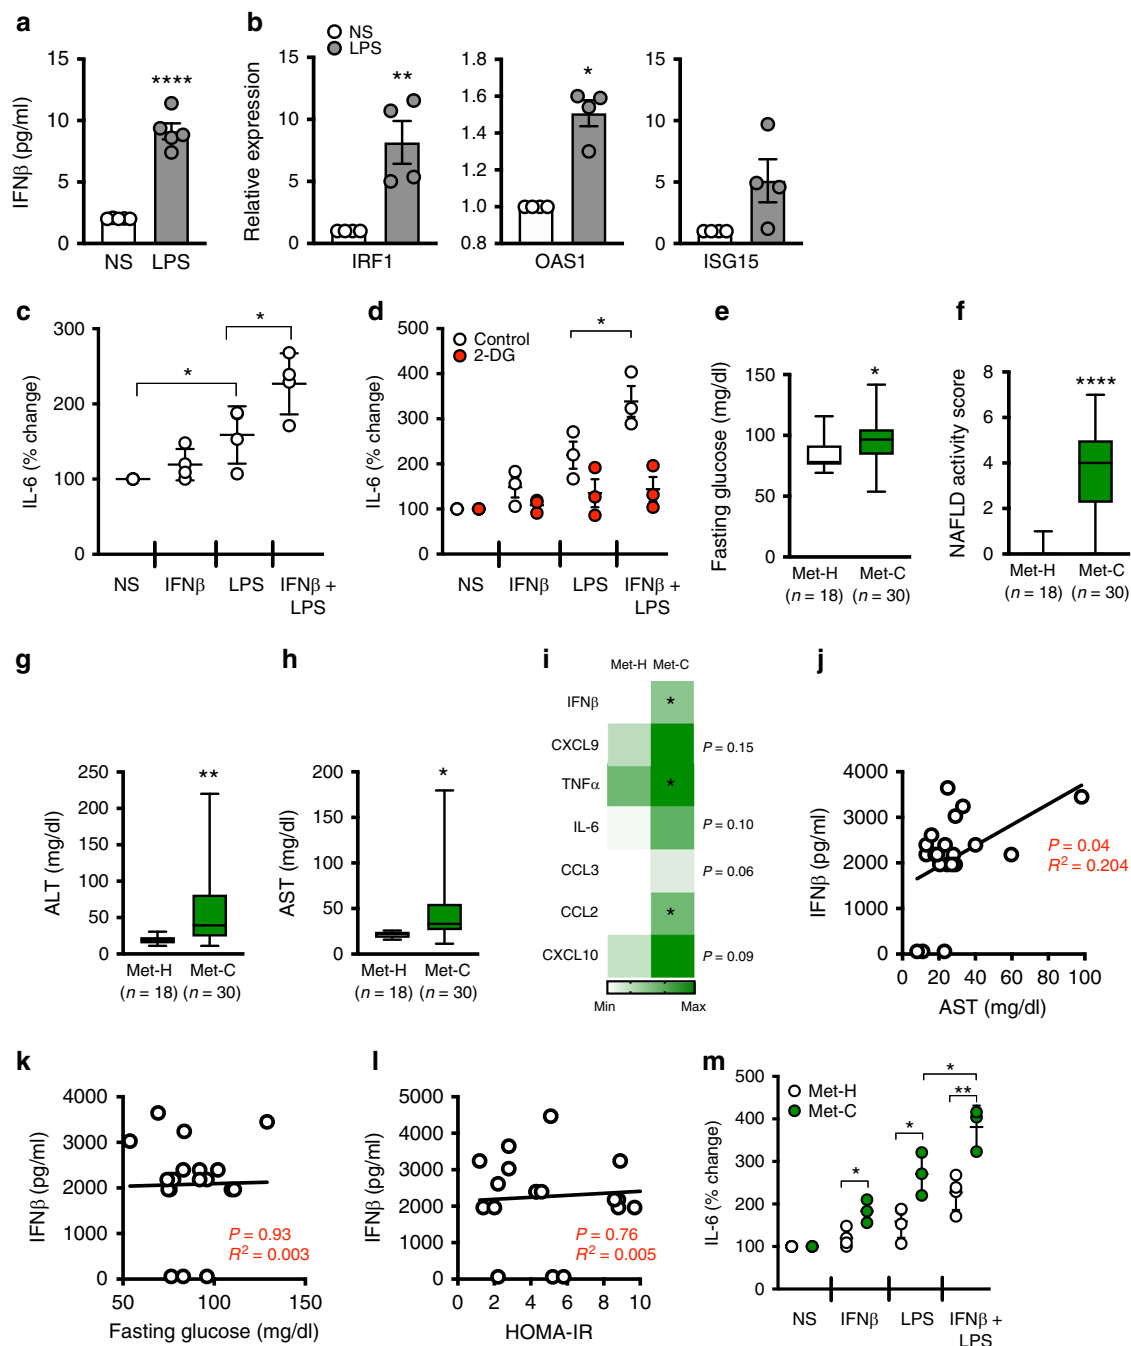 a
b
NS
LPS
15
10
5
0
IFNβ (pg/ml)
****
NS LPS
15
10
5
0
Relative expression
**
IRF1
1.8
1.6
1.4
1.2
1.0
0.8
*
OAS1
15
10
5
0
ISG15
c
300
200
100
0
IL-6 (% change)
*
*
NS
IFNβ
LPS
IFNβ +
LPS
d
500
400
300
200
100
0
IL-6 (% change)
Control
2-DG
*
NS
IFNβ
LPS
IFNβ +
LPS
e
150
100
50
0
Fasting glucose (mg/dl)
*
Met-H Met-C
(n = 18) (n = 30)
f
8
6
4
2
0
NAFLD activity score
****
Met-H Met-C
(n = 18) (n = 30)
g
250
200
150
100
50
0
ALT (mg/dl)
**
Met-H Met-C
(n = 18) (n = 30)
h
200
150
100
50
0
AST (mg/dl)
*
Met-H Met-C
(n = 18) (n = 30)
i
Met-H Met-C
IFNβ *
CXCL9 P = 0.15
TNFα *
IL-6 P = 0.10
CCL3 P = 0.06
CCL2 *
CXCL10 P = 0.09
Min Max
j
4000
3000
2000
1000
0
IFNβ (pg/ml)
P = 0.04
R² = 0.204
0 20 40 60 80 100
AST (mg/dl)
k
4000
3000
2000
1000
0
IFNβ (pg/ml)
P = 0.93
R² = 0.003
50 100 150
Fasting glucose (mg/dl)
l
5000
4000
3000
2000
1000
0
IFNβ (pg/ml)
P = 0.76
R² = 0.005
0 2 4 6 8 10
HOMA-IR
m
500
400
300
200
100
0
IL-6 (% change)
Met-H
Met-C
*
*
*
**
NS
IFNβ
LPS
IFNβ +
LPS